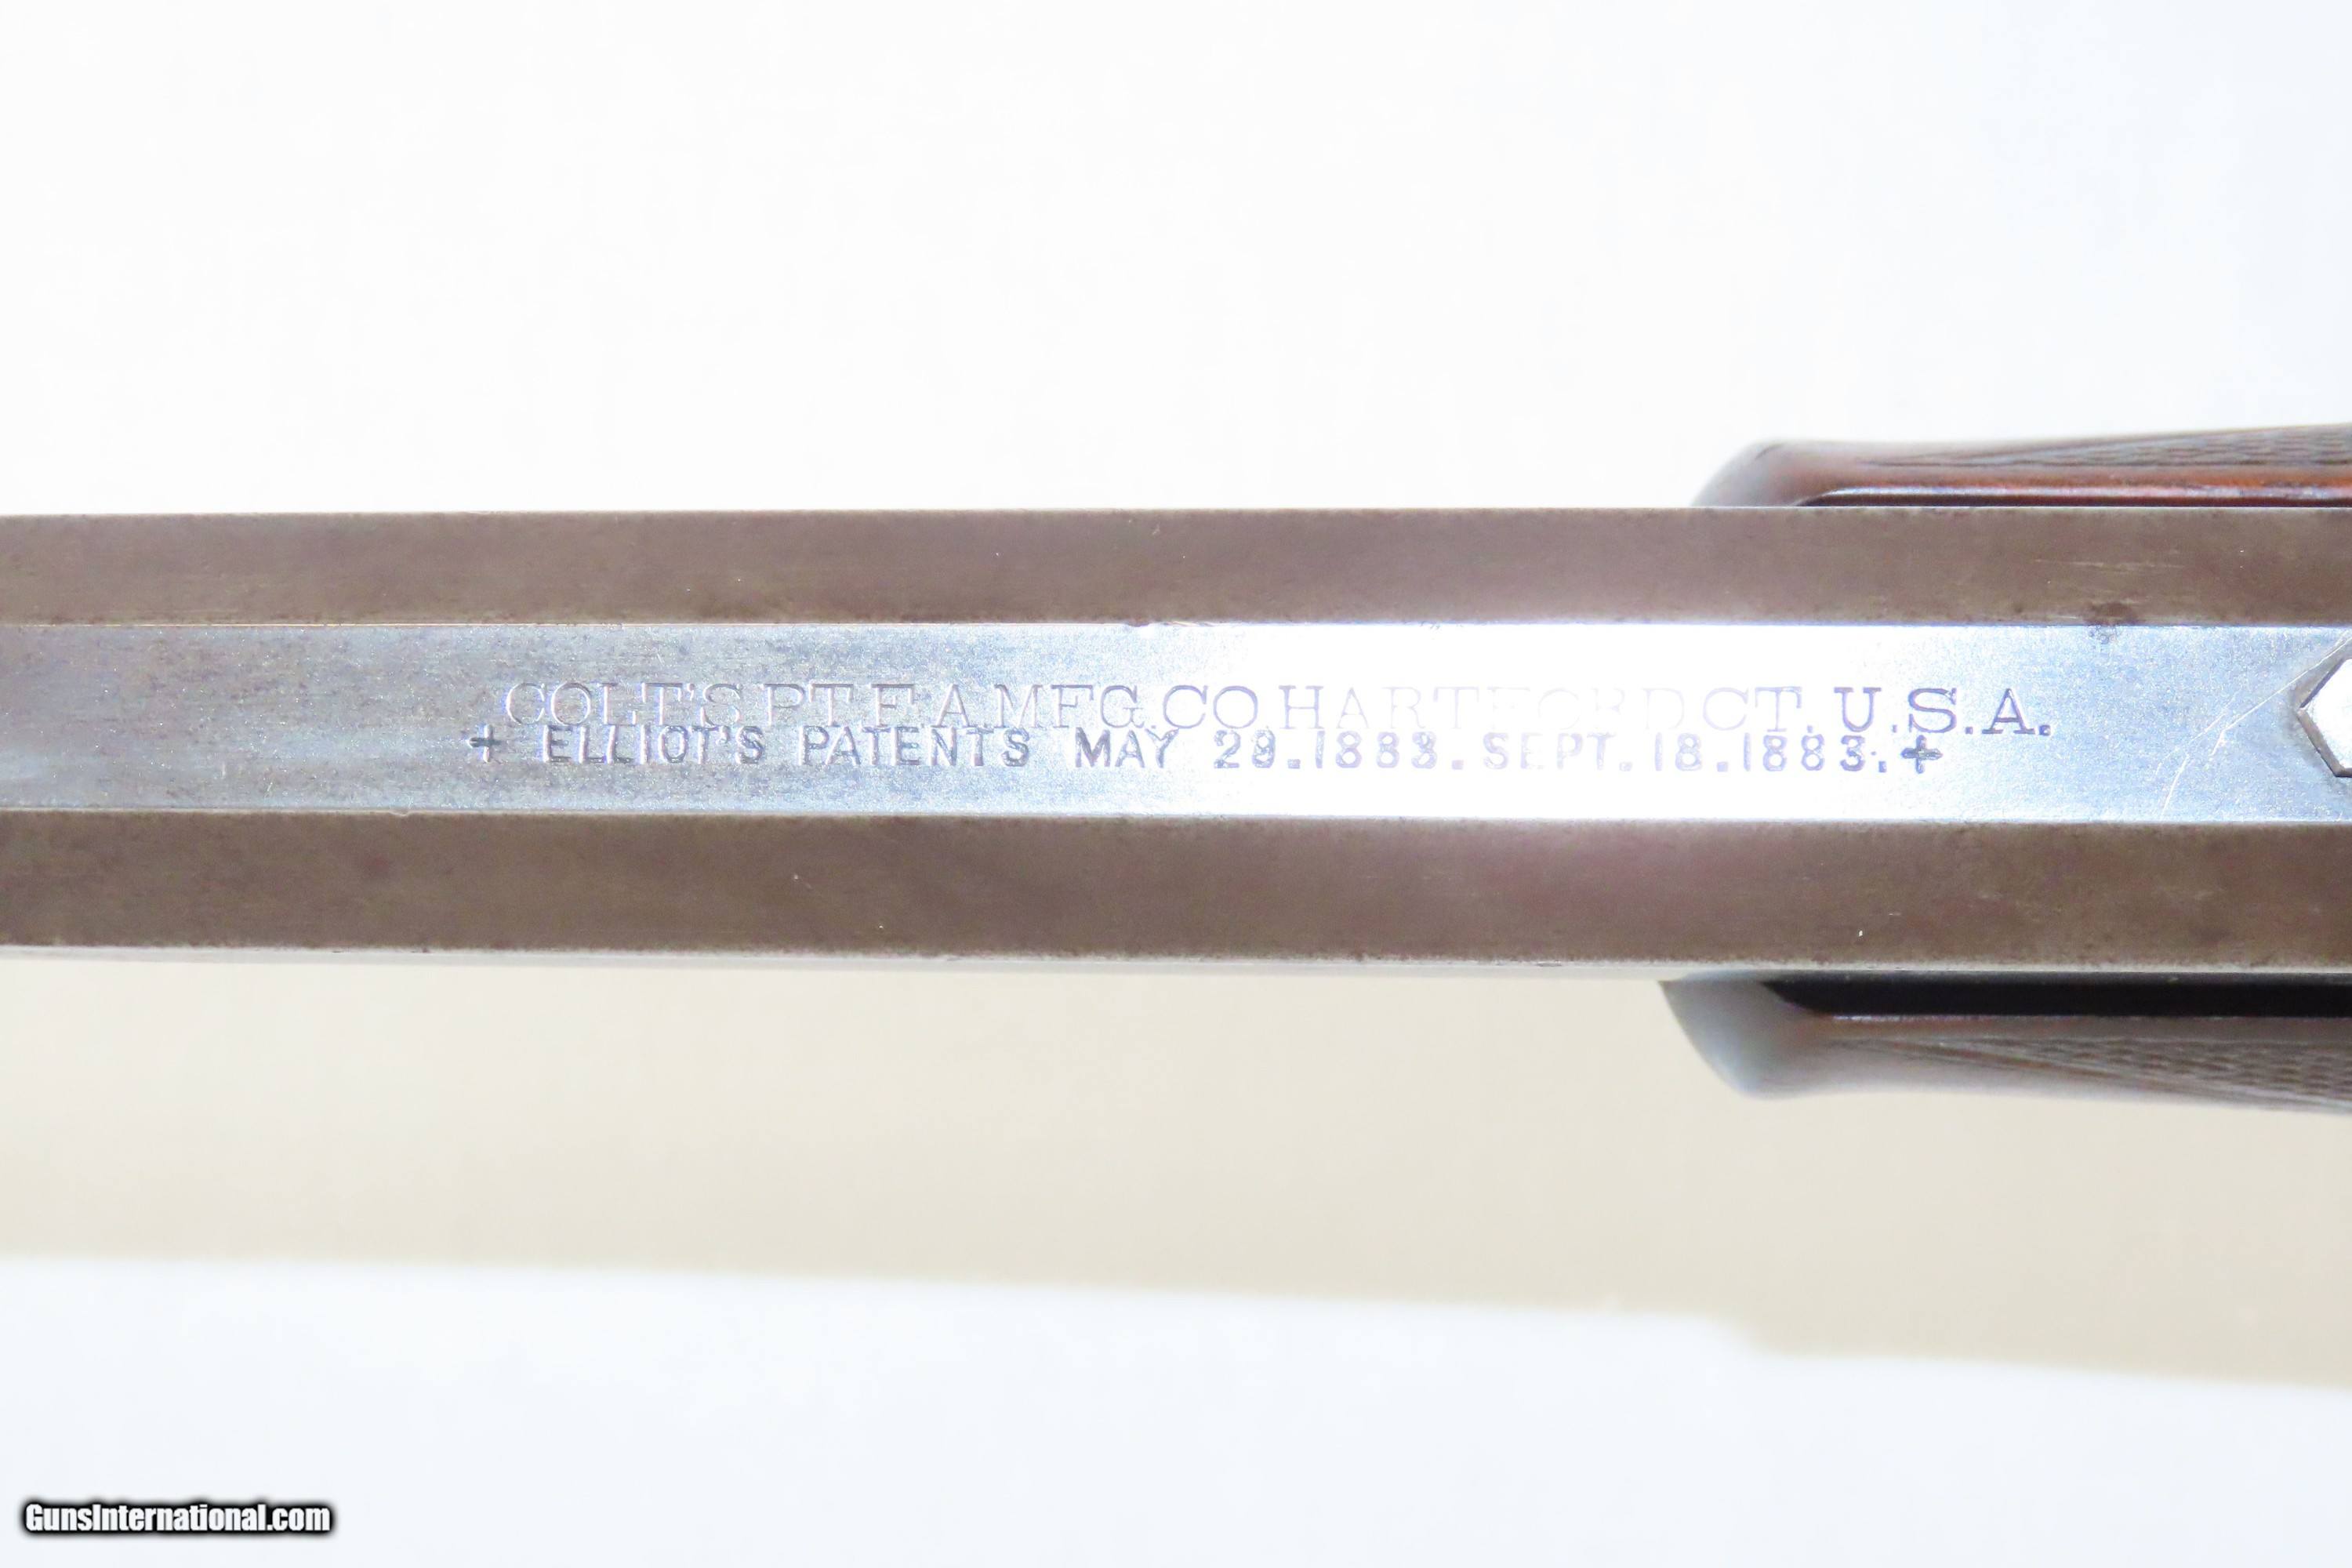 COLT'S PT. F. A. MFG. CO. HARTFORD CT. U.S.A.
+ ELLIOT'S PATENTS MAY 29.1883. SEPT. 18.1883. +
GunsInternational.com